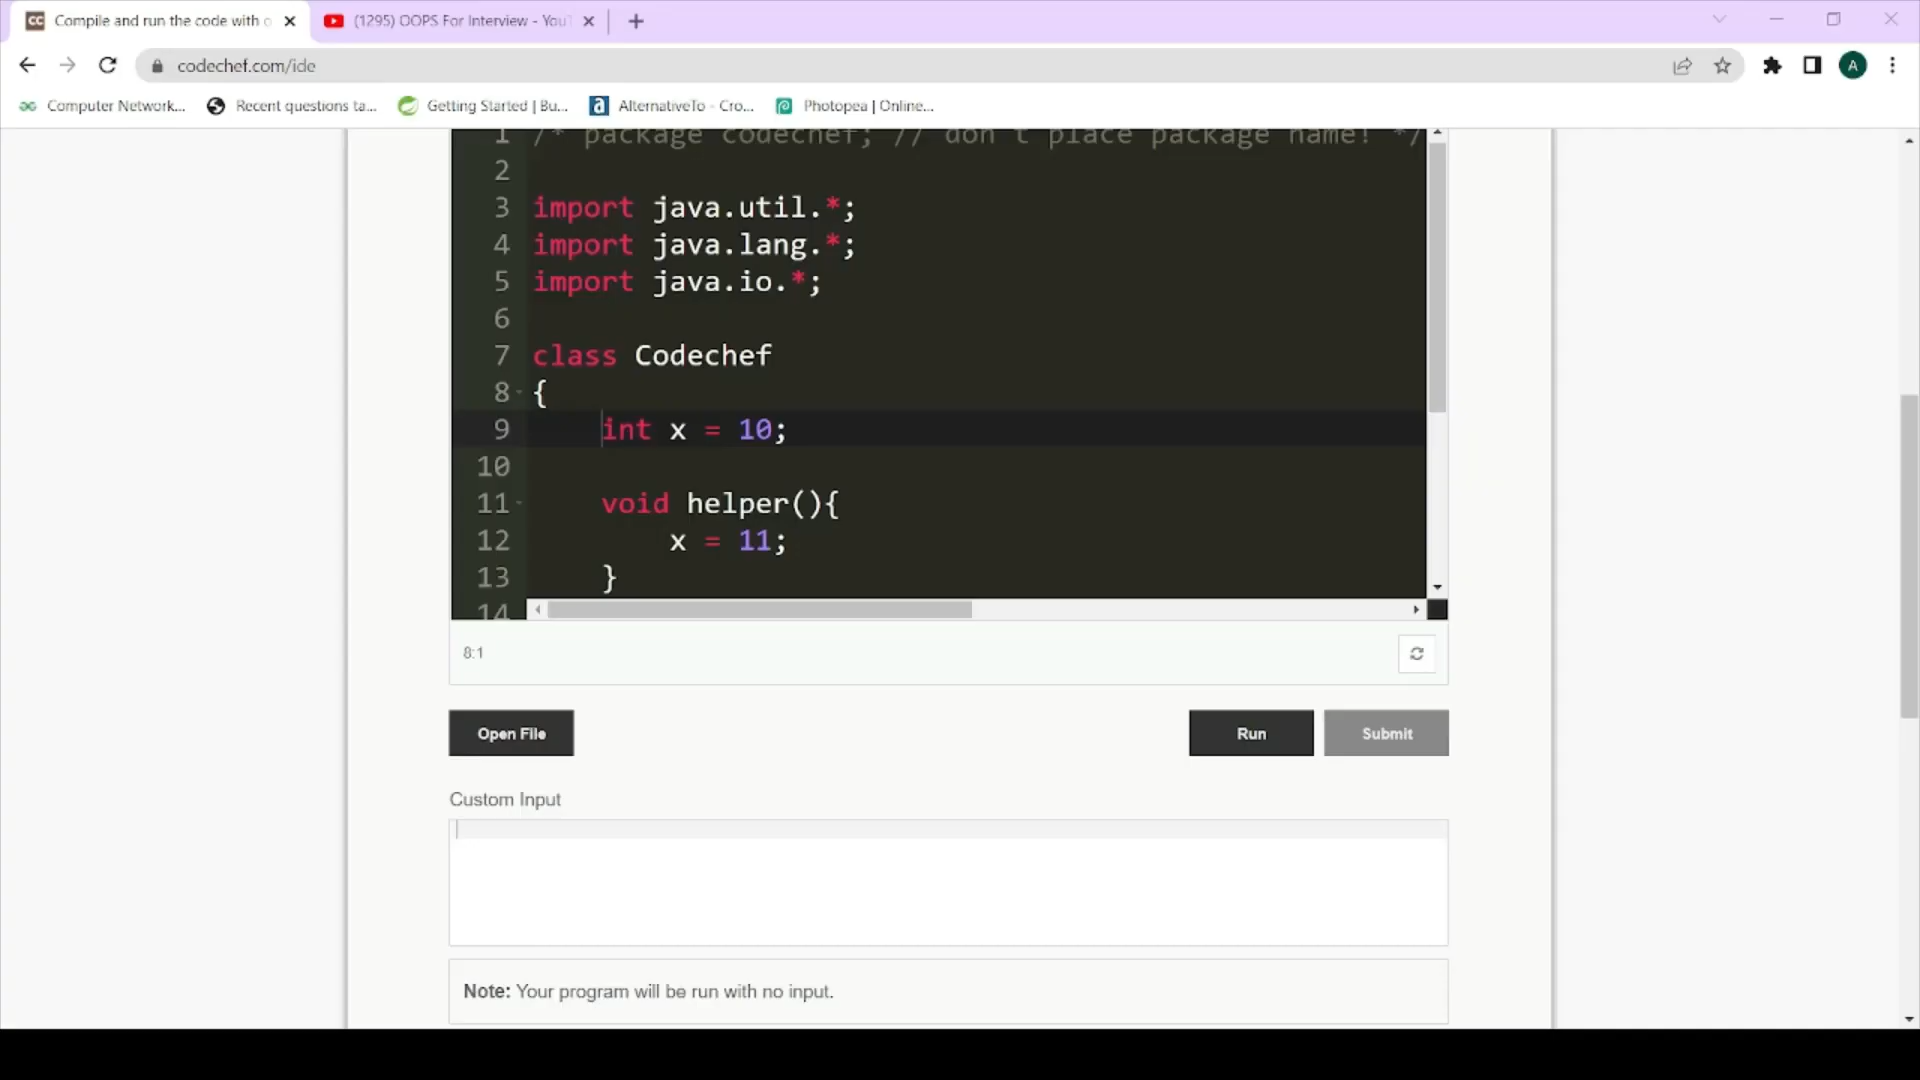 CC Compile and run the code with o
(1295) OOPS For Interview - You
codechef.com/ide
A
Computer Network...
Recent questions ta...
Getting Started | Bu...
a AlternativeTo - Cro...
Photopea | Online...
1 /* package codechef; // don't place package name! */
2
3 import java.util.*;
4 import java.lang.*;
5 import java.io.*;
6
7 class Codechef
8 {
9 int x = 10;
10
11 void helper(){
12 x = 11;
13 }
14
8:1
Open File
Run
Submit
Custom Input
Note: Your program will be run with no input.